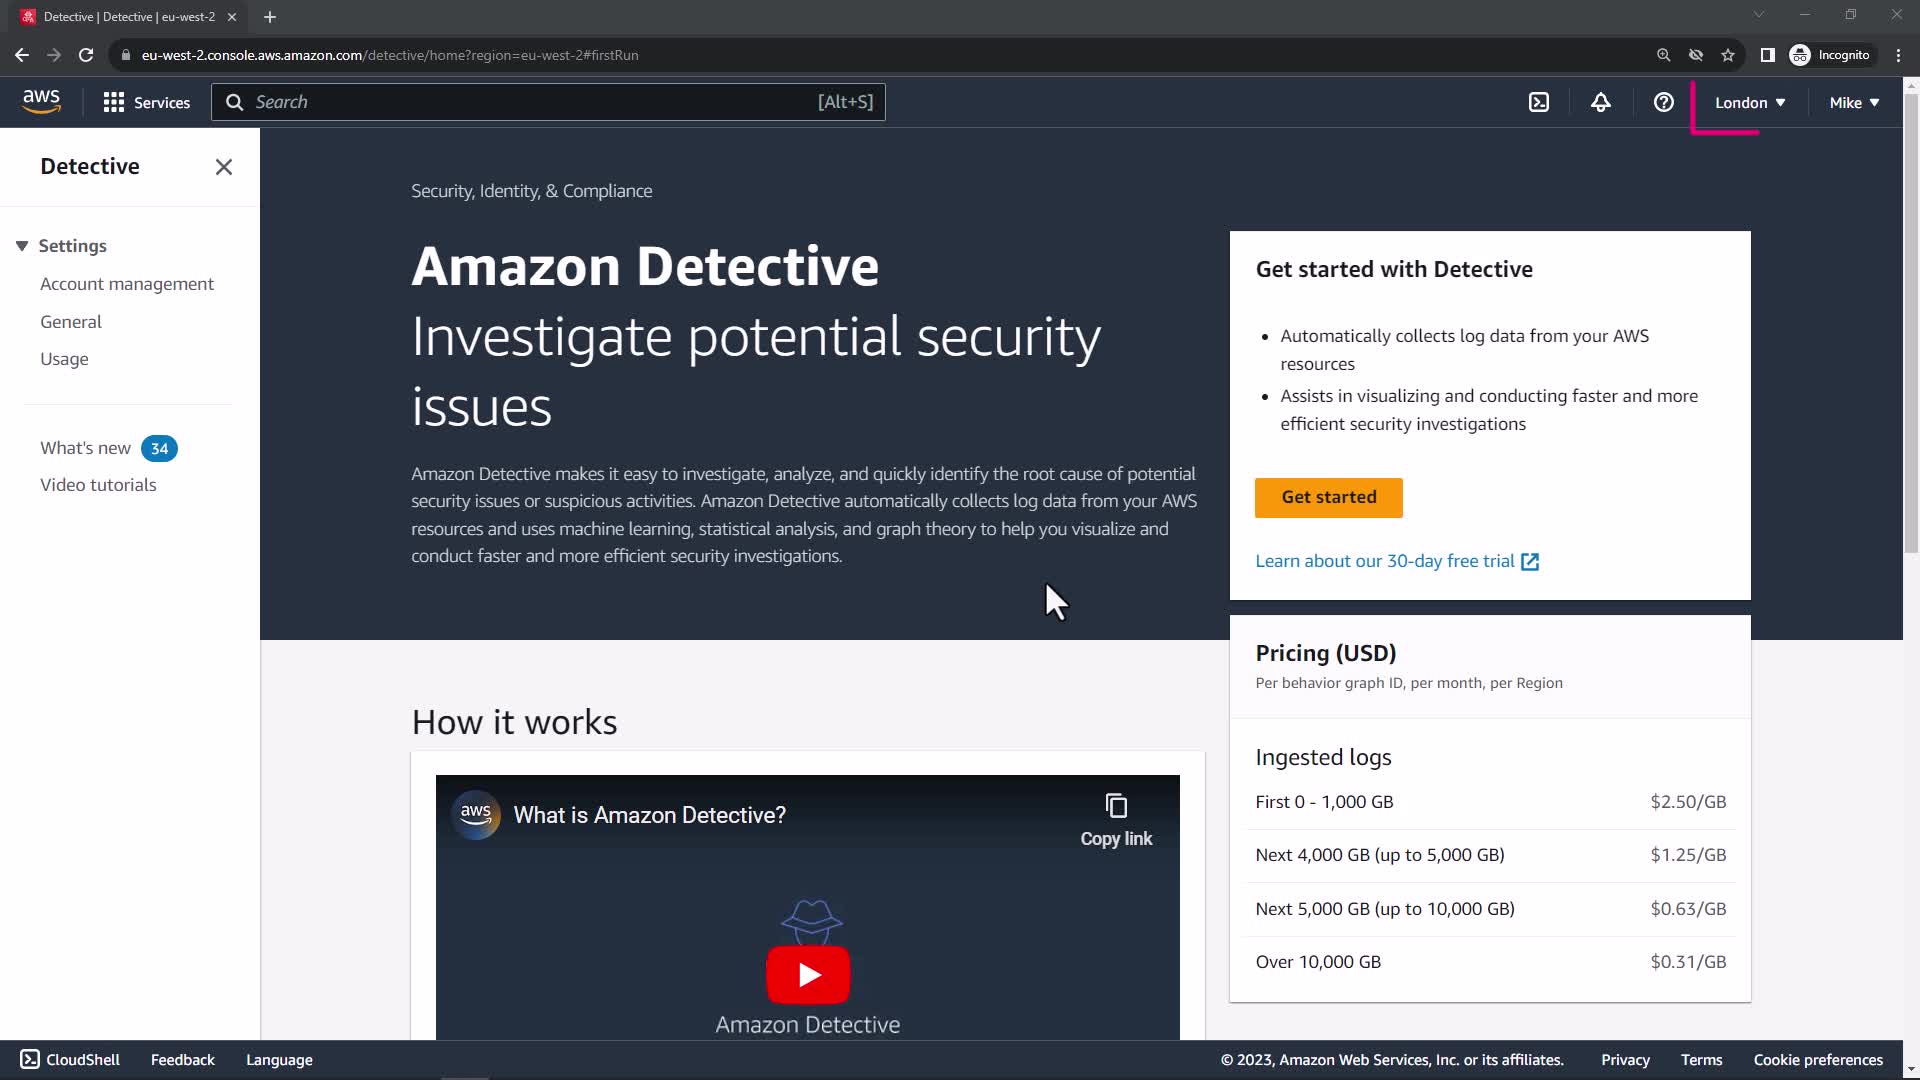 Detective | Detective | eu-west-2
eu-west-2.console.aws.amazon.com/detective/home?region=eu-west-2#firstRun
Incognito
aws
Services
Search
[Alt+S]
London
Mike
Detective
Settings
Account management
General
Usage
What's new 34
Video tutorials
Security, Identity, & Compliance
Amazon Detective
Investigate potential security
issues
Amazon Detective makes it easy to investigate, analyze, and quickly identify the root cause of potential
security issues or suspicious activities. Amazon Detective automatically collects log data from your AWS
resources and uses machine learning, statistical analysis, and graph theory to help you visualize and
conduct faster and more efficient security investigations.
Get started with Detective
• Automatically collects log data from your AWS
resources
• Assists in visualizing and conducting faster and more
efficient security investigations
Get started
Learn about our 30-day free trial
Pricing (USD)
Per behavior graph ID, per month, per Region
Ingested logs
First 0 - 1,000 GB $2.50/GB
Next 4,000 GB (up to 5,000 GB) $1.25/GB
Next 5,000 GB (up to 10,000 GB) $0.63/GB
Over 10,000 GB $0.31/GB
How it works
aws
What is Amazon Detective?
Copy link
Amazon Detective
CloudShell
Feedback
Language
© 2023, Amazon Web Services, Inc. or its affiliates.
Privacy
Terms
Cookie preferences